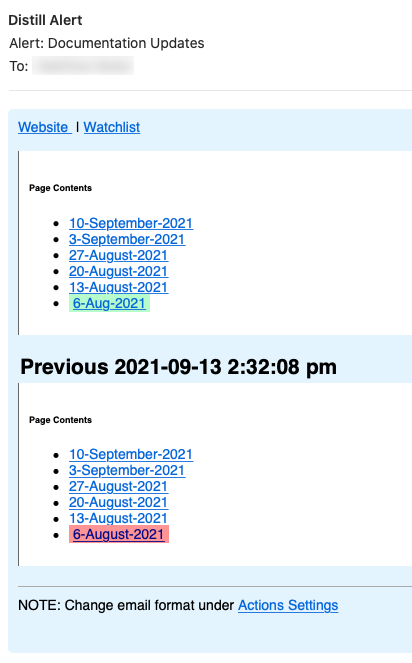 Distill Alert
Alert: Documentation Updates
To:
Website | Watchlist
Page Contents
10-September-2021
3-September-2021
27-August-2021
20-August-2021
13-August-2021
6-Aug-2021
Previous 2021-09-13 2:32:08 pm
Page Contents
10-September-2021
3-September-2021
27-August-2021
20-August-2021
13-August-2021
6-August-2021
NOTE: Change email format under Actions Settings